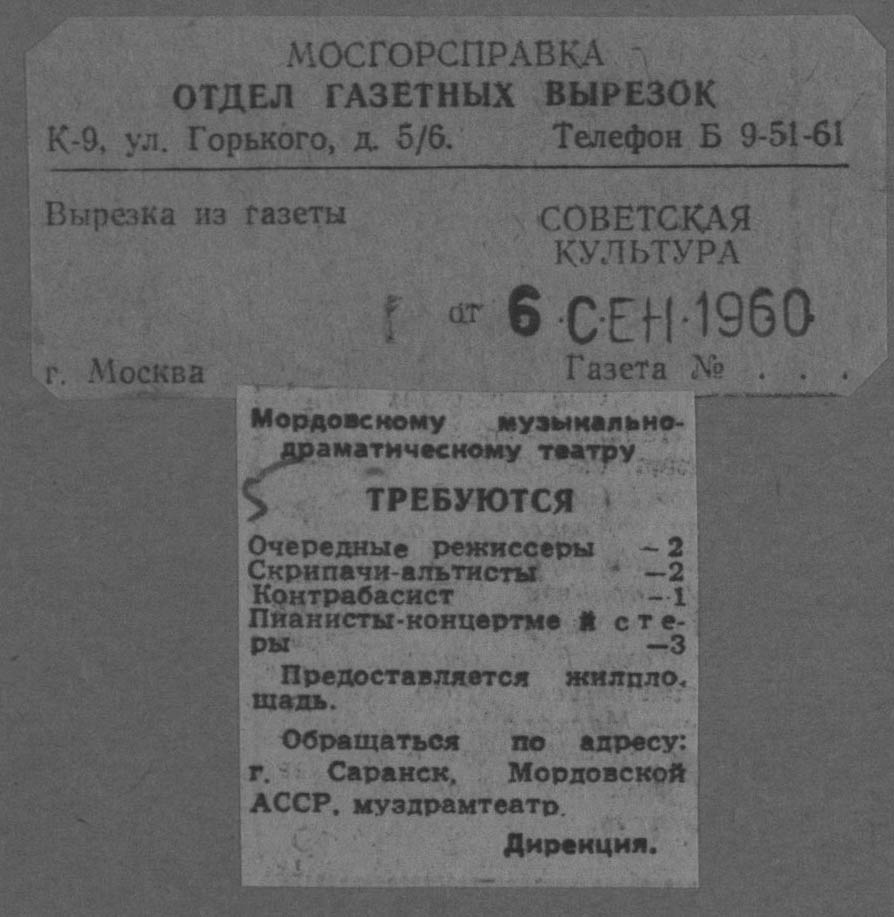 МОСГОРСПРАВКА
ОТДЕЛ ГАЗЕТНЫХ ВЫРЕЗОК
К-9, ул. Горького, д. 5/6. Телефон Б 9-51-61
Вырезка из газеты
СОВЕТСКАЯ
КУЛЬТУРА
от 6 ·СЕН·1960
г. Москва Газета № . . .
Мордовскому музыкально-
драматическому театру
ТРЕБУЮТСЯ
Очередные режиссеры —2
Скрипачи-альтисты —2
Контрабасист —1
Пианисты-концертмейсте-
ры —3
Предоставляется жилпло.
щадь.
Обращаться по адресу:
г. Саранск, Мордовской
АССР, муздрамтеатр.
Дирекция.